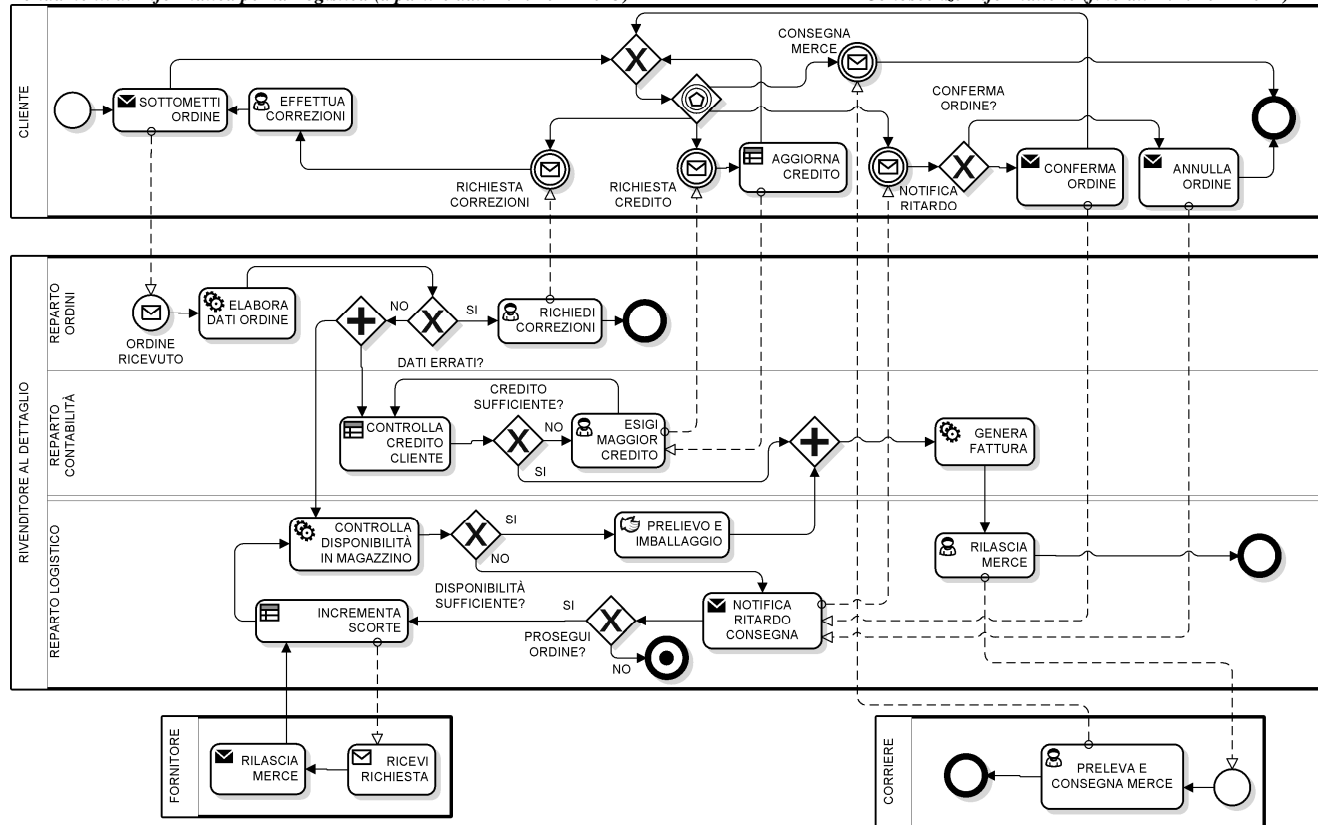 CLIENTE
SOTTOMETTI
ORDINE
EFFETTUA
CORREZIONI
CONSEGNA
MERCE
CONFERMA
ORDINE?
RICHIESTA
CORREZIONI
RICHIESTA
CREDITO
AGGIORNA
CREDITO
NOTIFICA
RITARDO
CONFERMA
ORDINE
ANNULLA
ORDINE
RIVENDITORE AL DETTAGLIO
REPARTO
ORDINI
ORDINE
RICEVUTO
ELABORA
DATI ORDINE
NO
SI
DATI ERRATI?
RICHIEDI
CORREZIONI
REPARTO
CONTABILITÀ
CONTROLLA
CREDITO
CLIENTE
CREDITO
SUFFICIENTE?
NO
SI
ESIGI
MAGGIOR
CREDITO
GENERA
FATTURA
REPARTO LOGISTICO
CONTROLLA
DISPONIBILITÀ
IN MAGAZZINO
SI
NO
DISPONIBILITÀ
SUFFICIENTE?
PRELIEVO E
IMBALLAGGIO
RILASCIA
MERCE
INCREMENTA
SCORTE
SI
PROSEGUI
ORDINE?
NO
NOTIFICA
RITARDO
CONSEGNA
FORNITORE
RILASCIA
MERCE
RICEVI
RICHIESTA
CORRIERE
PRELEVA E
CONSEGNA MERCE